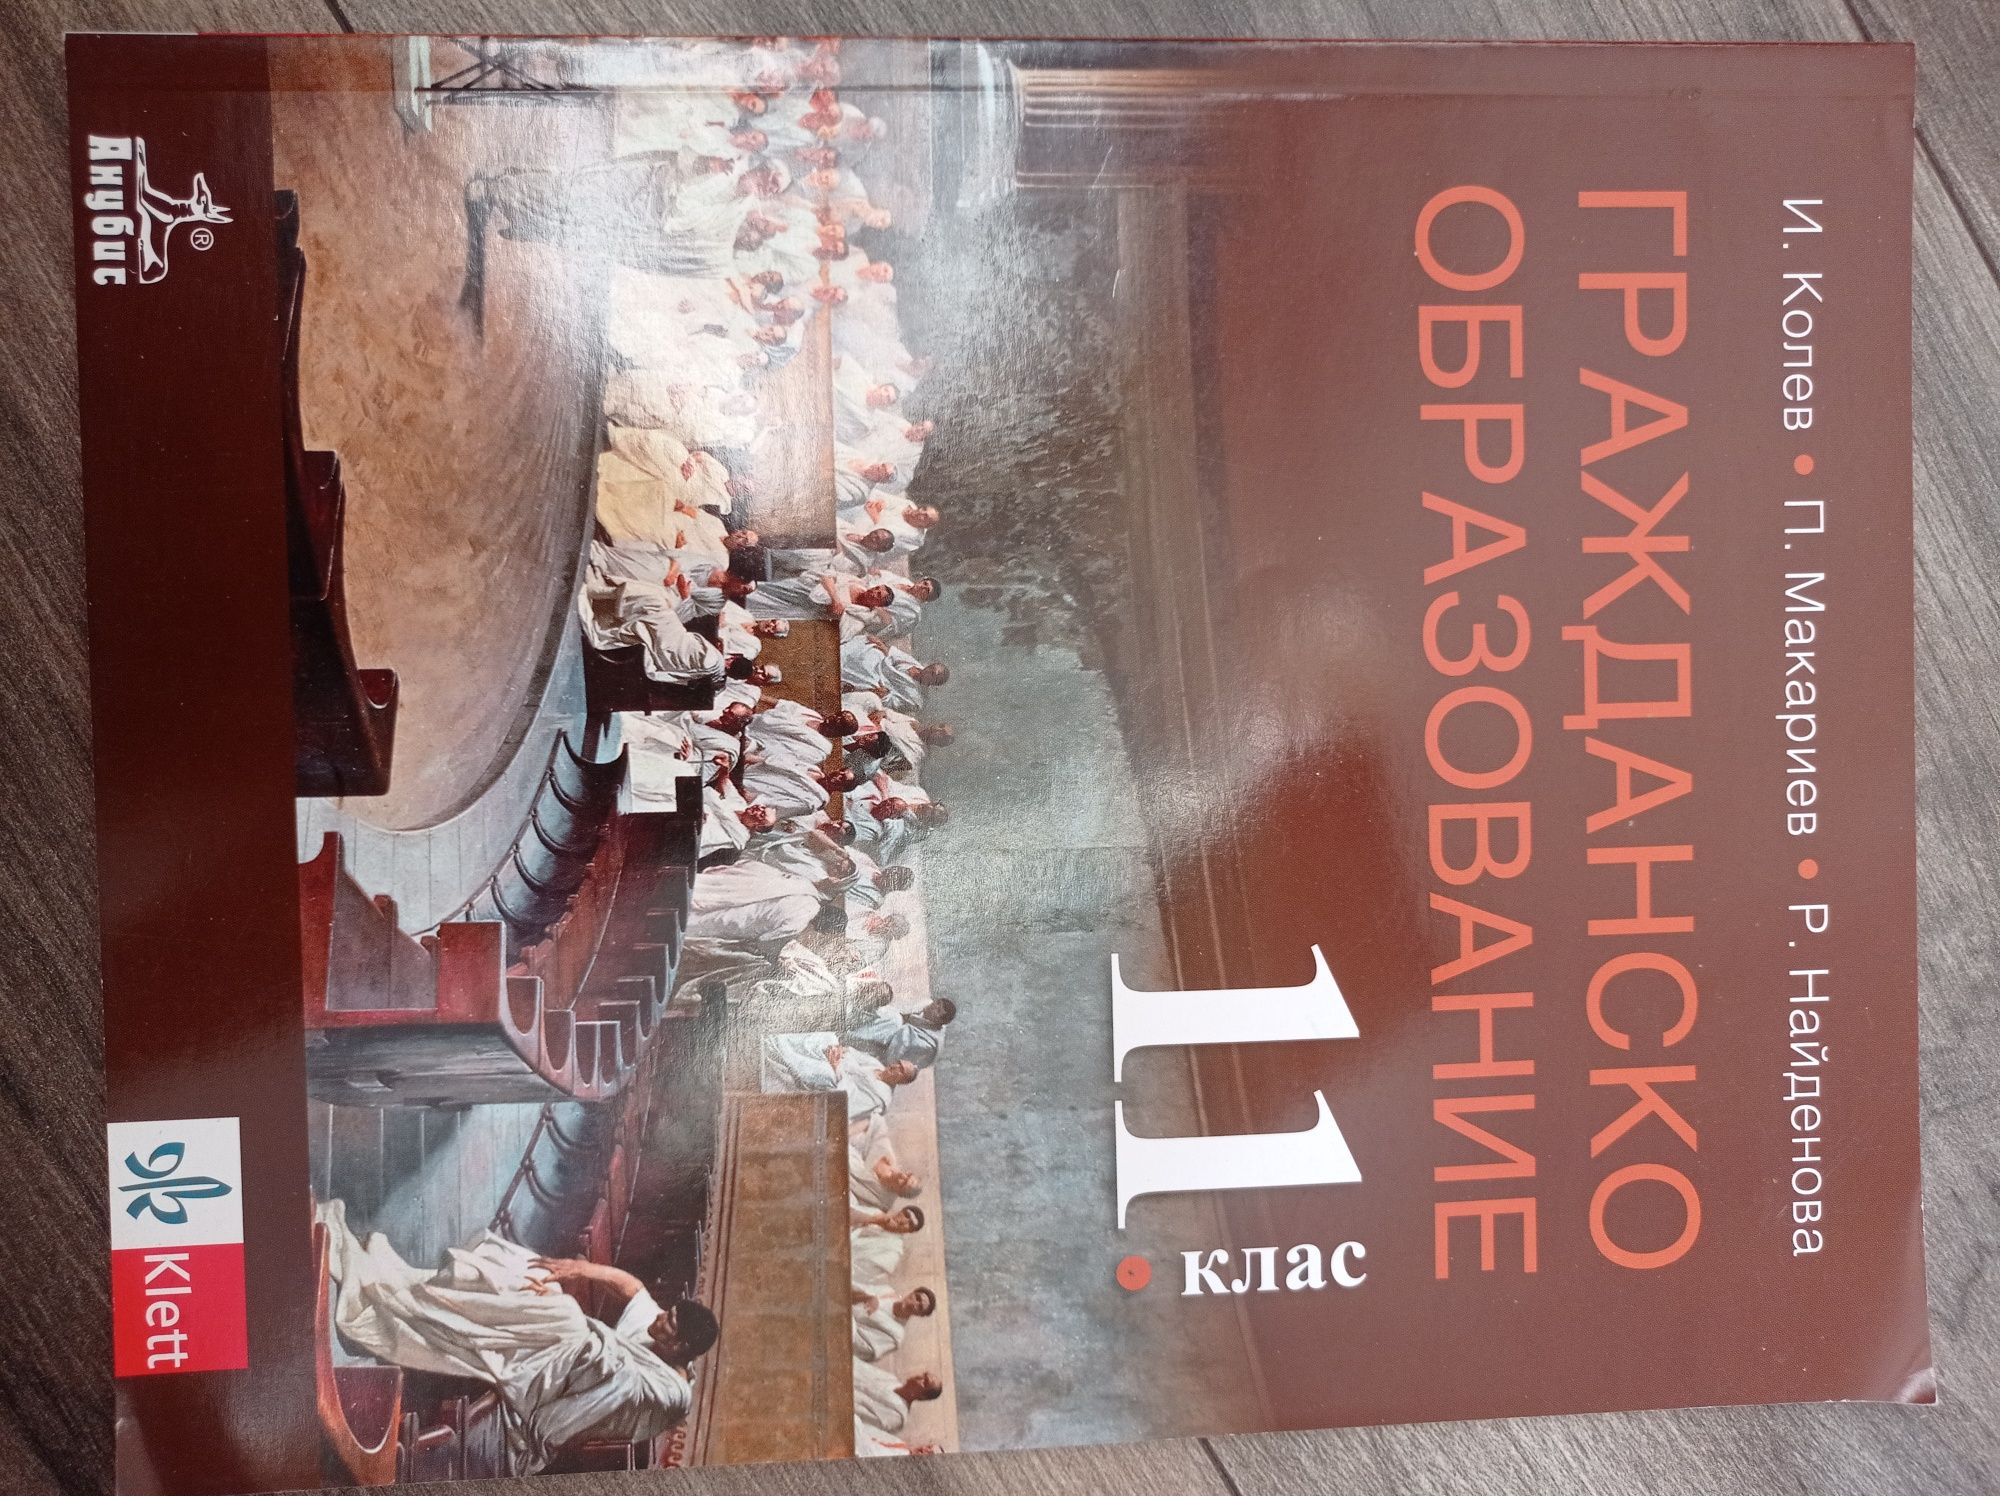 И. Колев • П. Макариев • Р. Найденова
ГРАЖДАНСКО
ОБРАЗОВАНИЕ
11. клас
Анубис ®
Klett